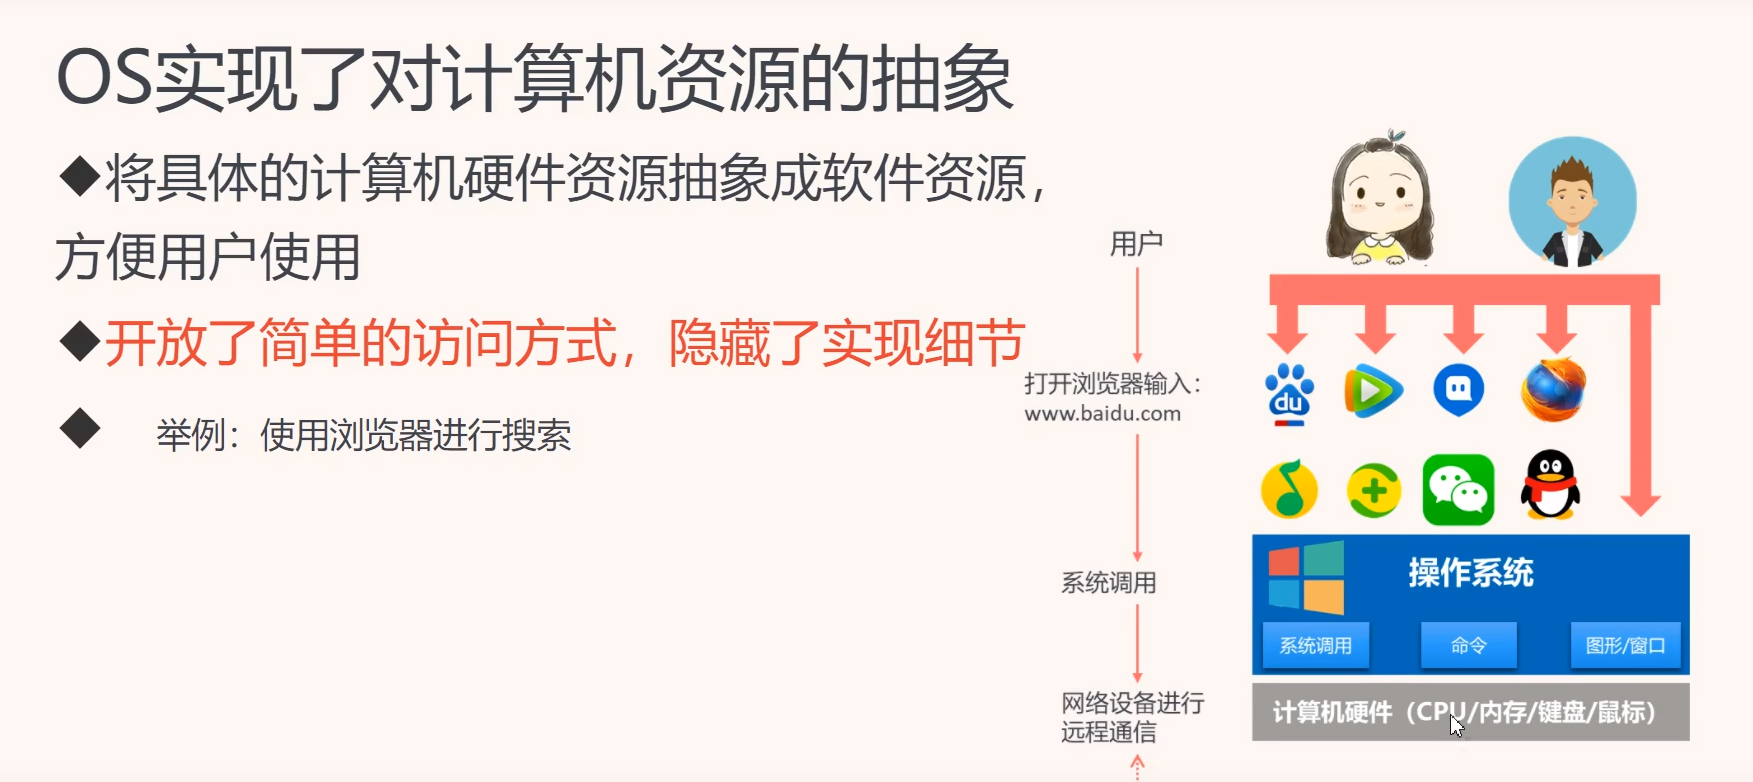 OS实现了对计算机资源的抽象
◆将具体的计算机硬件资源抽象成软件资源，
方便用户使用
◆开放了简单的访问方式，隐藏了实现细节
◆ 举例：使用浏览器进行搜索
用户
打开浏览器输入：
www.baidu.com
系统调用
网络设备进行
远程通信
du
操作系统
系统调用
命令
图形/窗口
计算机硬件（CPU/内存/键盘/鼠标）